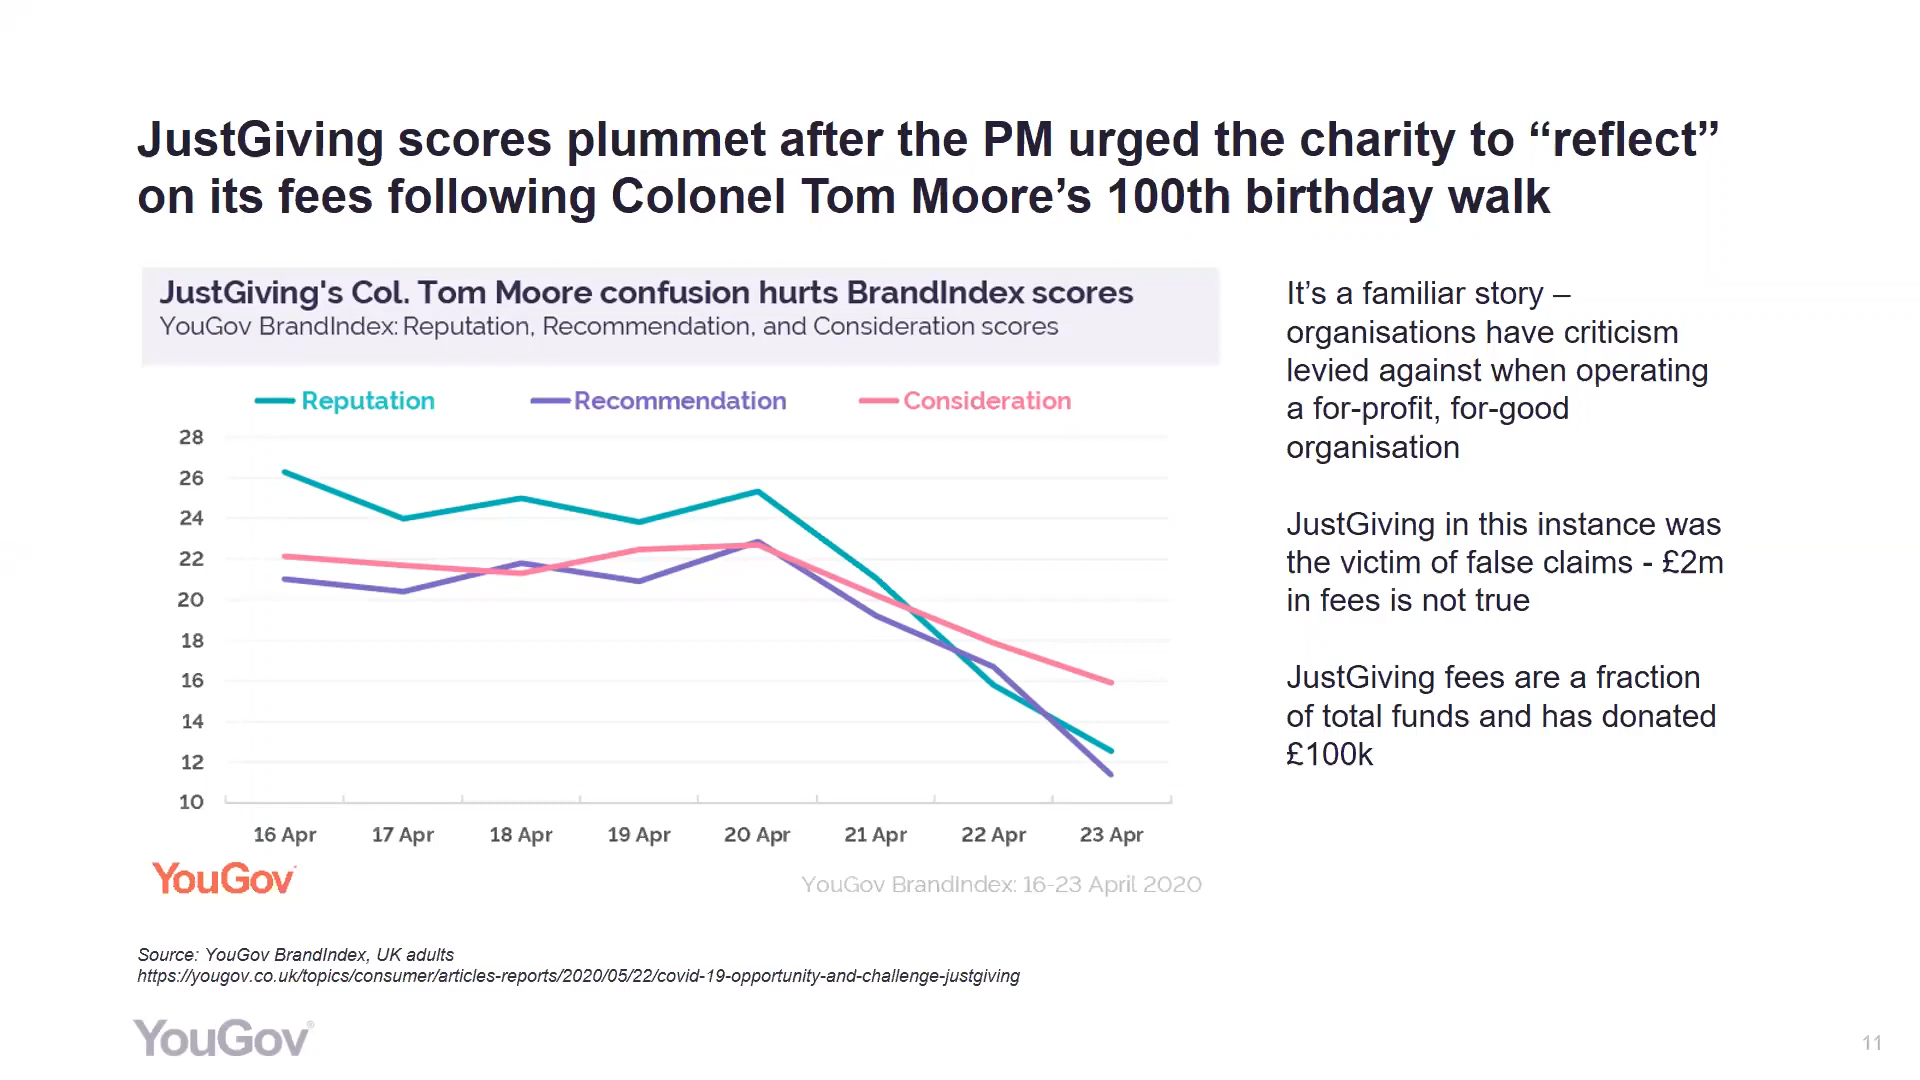 JustGiving scores plummet after the PM urged the charity to “reflect”
on its fees following Colonel Tom Moore’s 100th birthday walk
JustGiving's Col. Tom Moore confusion hurts BrandIndex scores
YouGov BrandIndex: Reputation, Recommendation, and Consideration scores
Reputation Recommendation Consideration
28
26
24
22
20
18
16
14
12
10
16 Apr 17 Apr 18 Apr 19 Apr 20 Apr 21 Apr 22 Apr 23 Apr
YouGov
YouGov BrandIndex: 16-23 April 2020
It’s a familiar story –
organisations have criticism
levied against when operating
a for-profit, for-good
organisation
JustGiving in this instance was
the victim of false claims - £2m
in fees is not true
JustGiving fees are a fraction
of total funds and has donated
£100k
Source: YouGov BrandIndex, UK adults
https://yougov.co.uk/topics/consumer/articles-reports/2020/05/22/covid-19-opportunity-and-challenge-justgiving
YouGov®
11